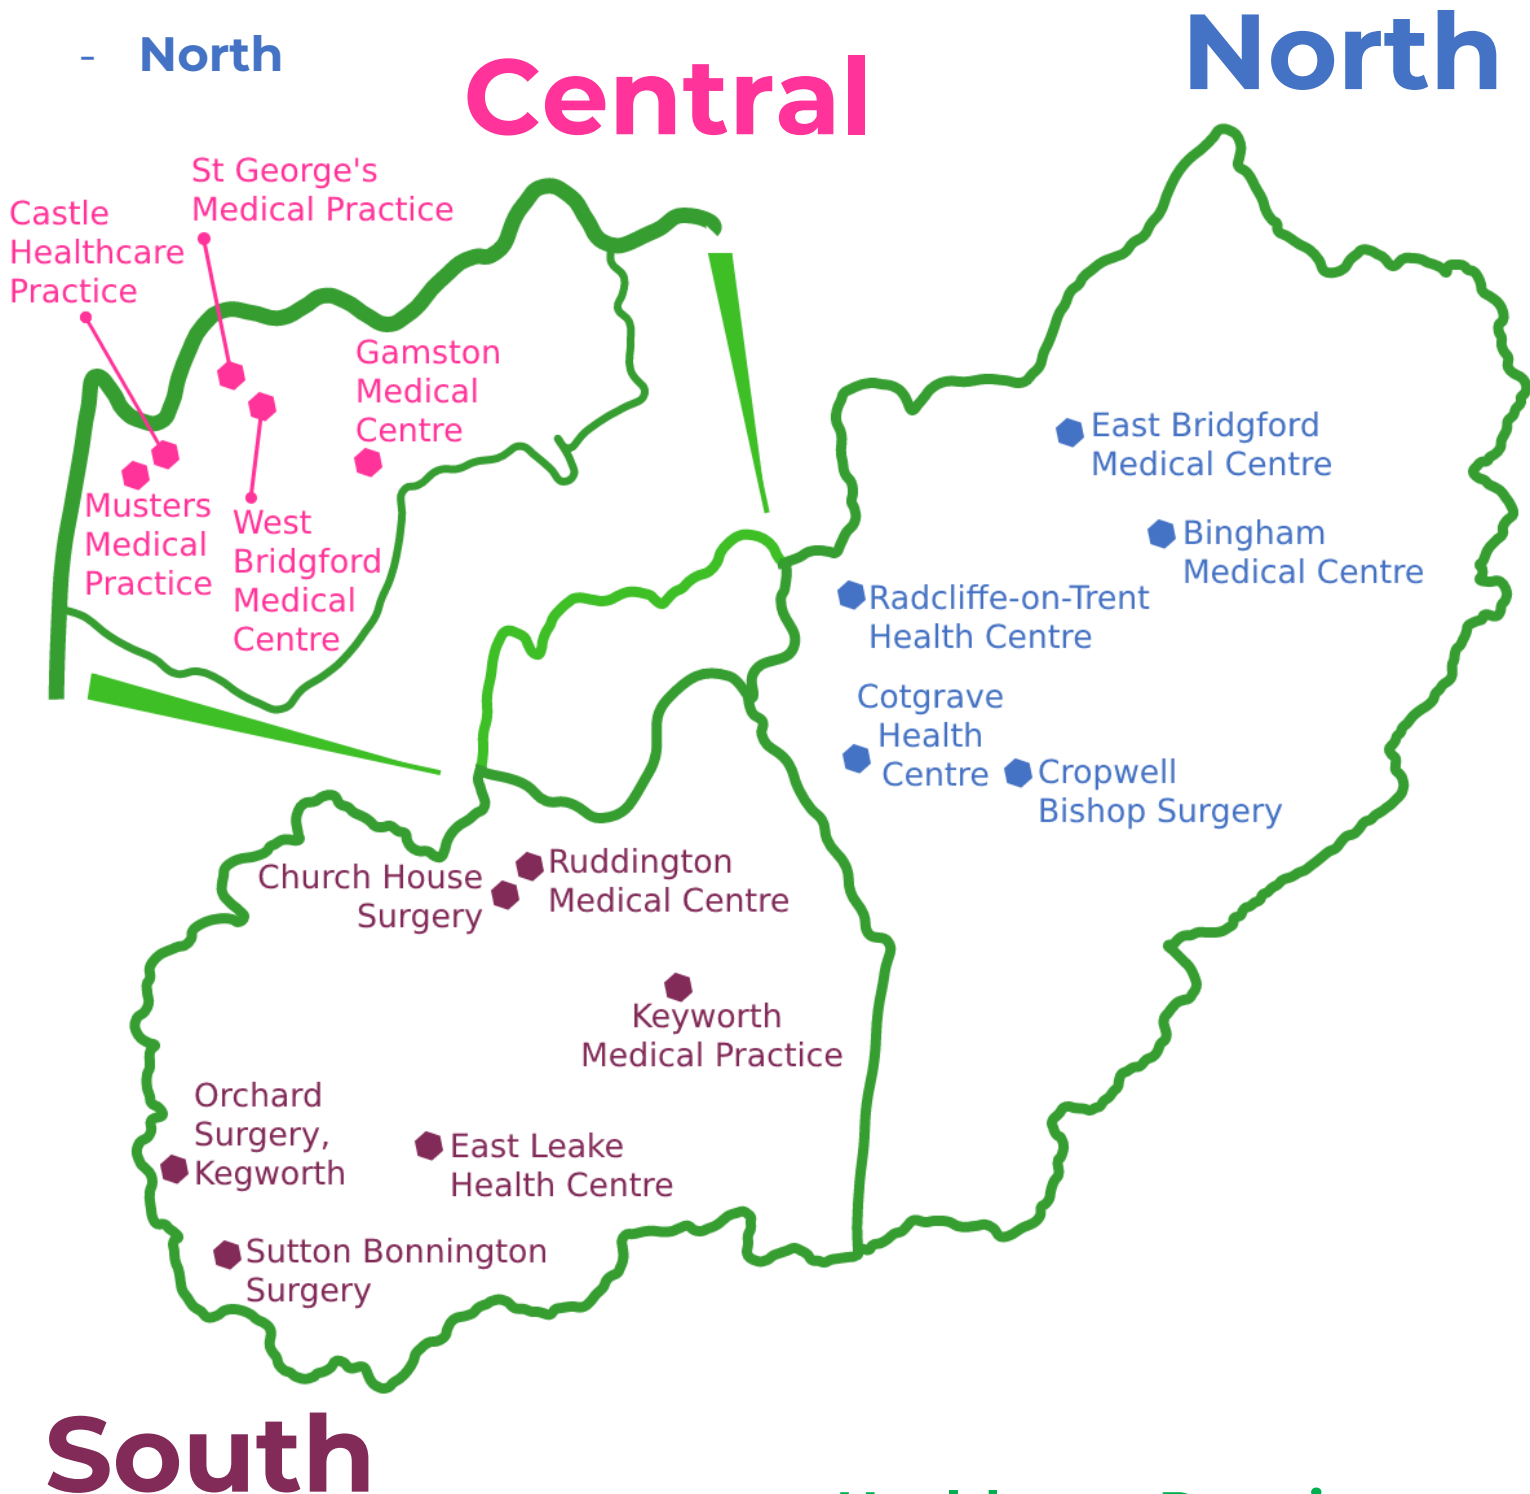 - North
Central
North
St George's
Medical Practice
Castle
Healthcare
Practice
Gamston
Medical
Centre
Musters
Medical
Practice
West
Bridgford
Medical
Centre
East Bridgford
Medical Centre
Bingham
Medical Centre
Radcliffe-on-Trent
Health Centre
Cotgrave
Health
Centre
Cropwell
Bishop Surgery
Church House
Surgery
Ruddington
Medical Centre
Keyworth
Medical Practice
Orchard
Surgery,
Kegworth
East Leake
Health Centre
Sutton Bonnington
Surgery
South